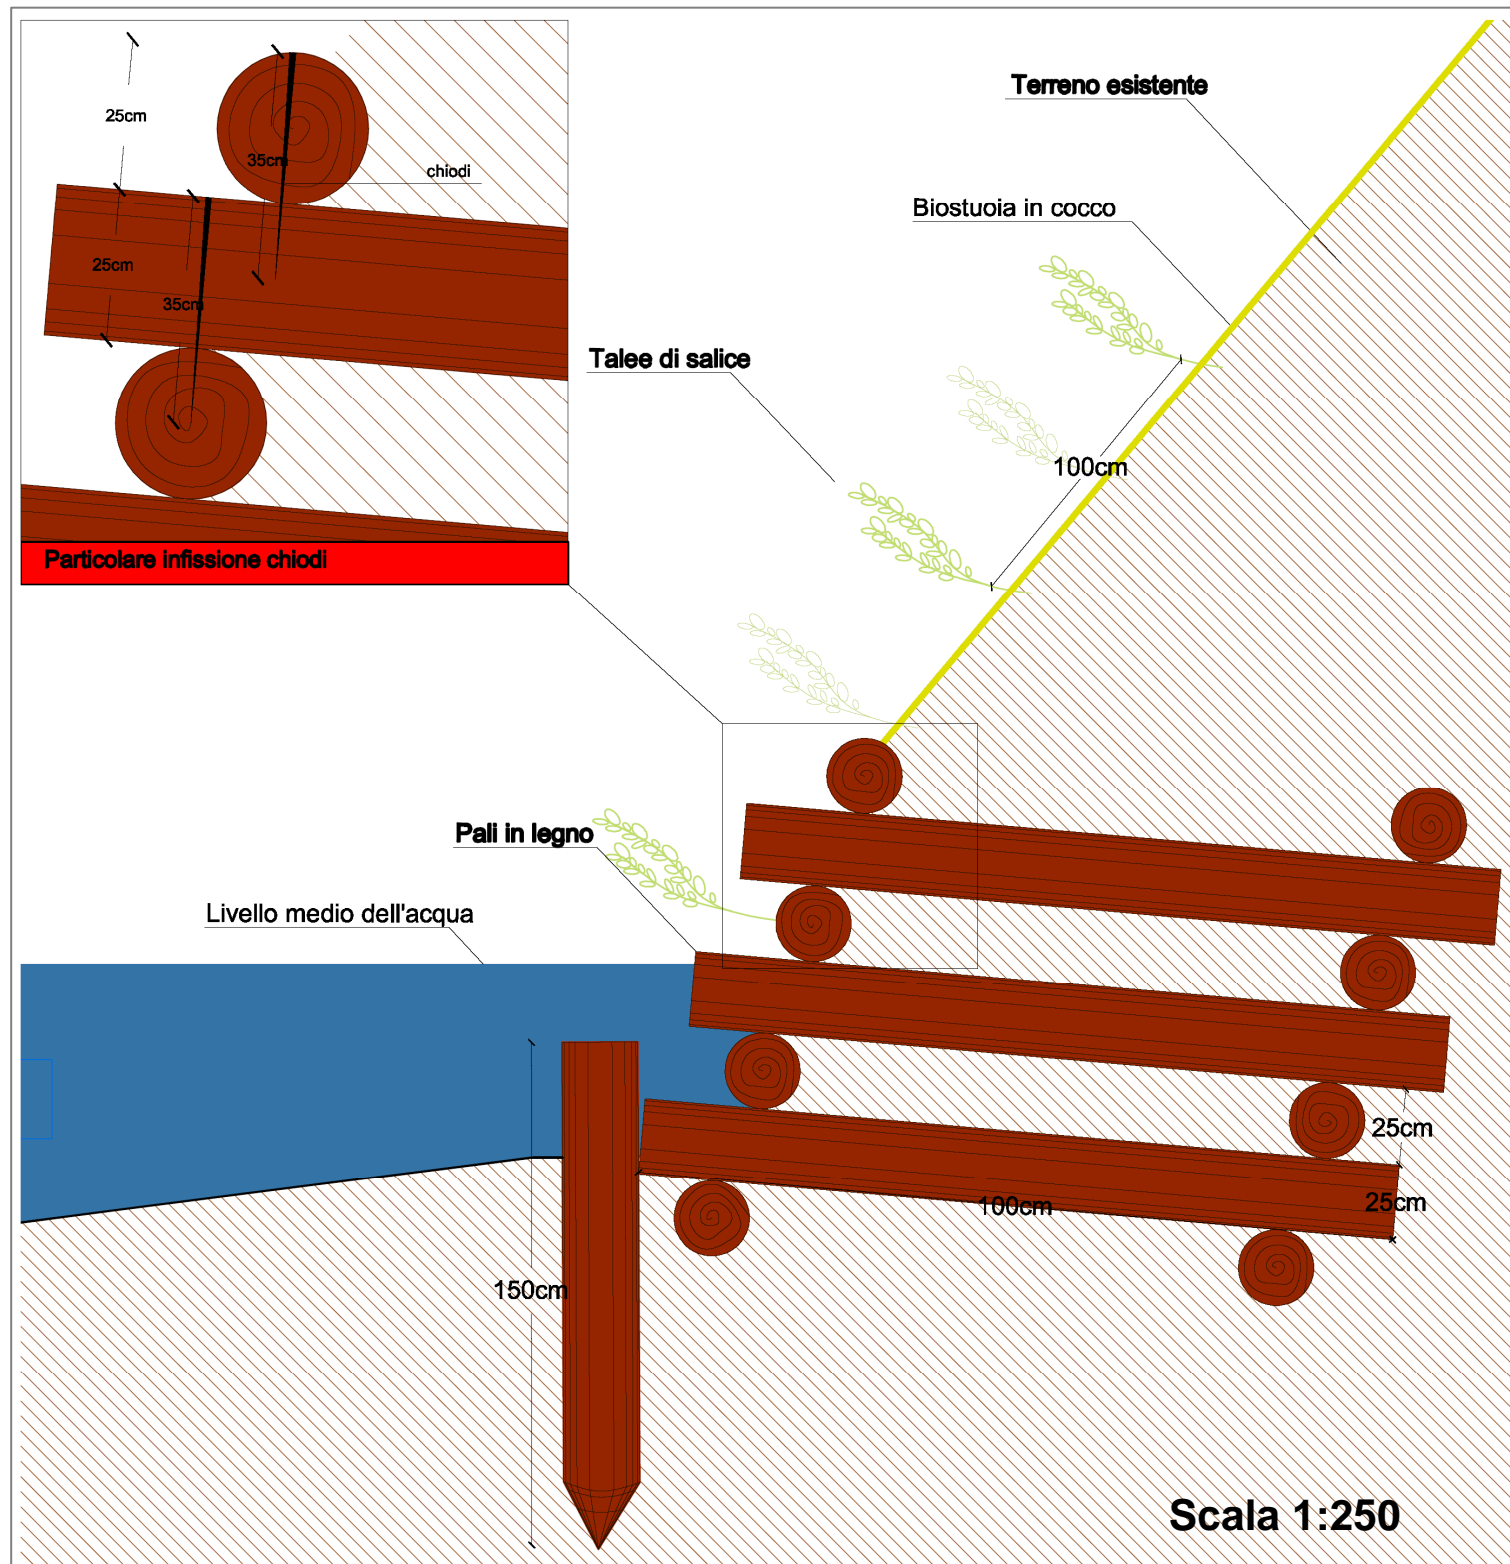 25cm
35cm
chiodi
25cm
35cm
Particolare infissione chiodi
Terreno esistente
Biostuoia in cocco
Talee di salice
100cm
Pali in legno
Livello medio dell'acqua
25cm
25cm
100cm
150cm
Scala 1:250